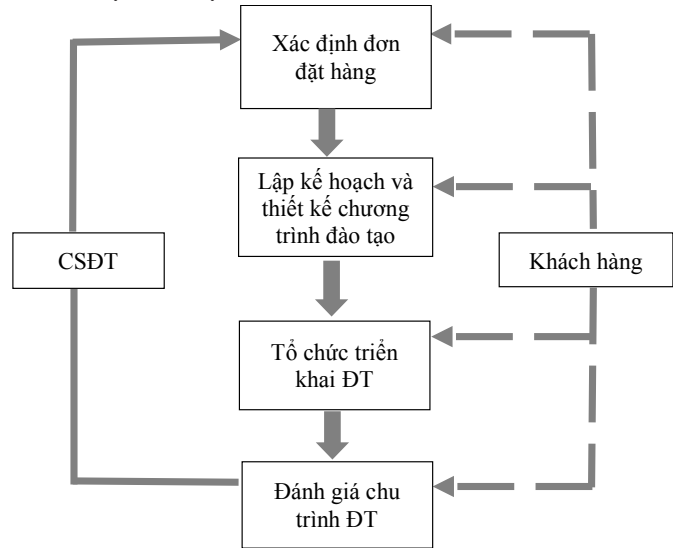 Xác định đơn
đặt hàng
Lập kế hoạch và
thiết kế chương
trình đào tạo
CSĐT
Khách hàng
Tổ chức triển
khai ĐT
Đánh giá chu
trình ĐT